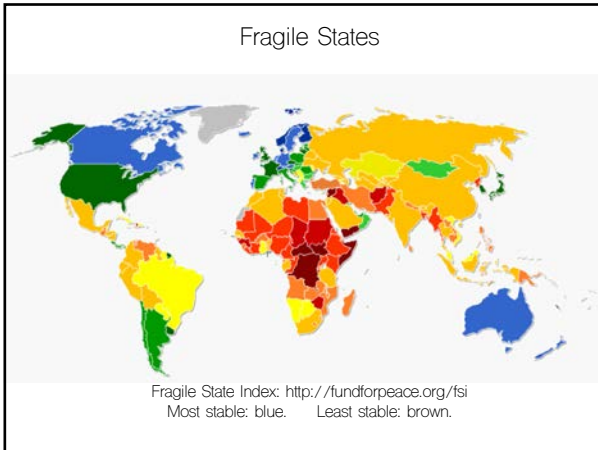 Fragile States
Fragile State Index: http://fundforpeace.org/fsi
Most stable: blue. Least stable: brown.